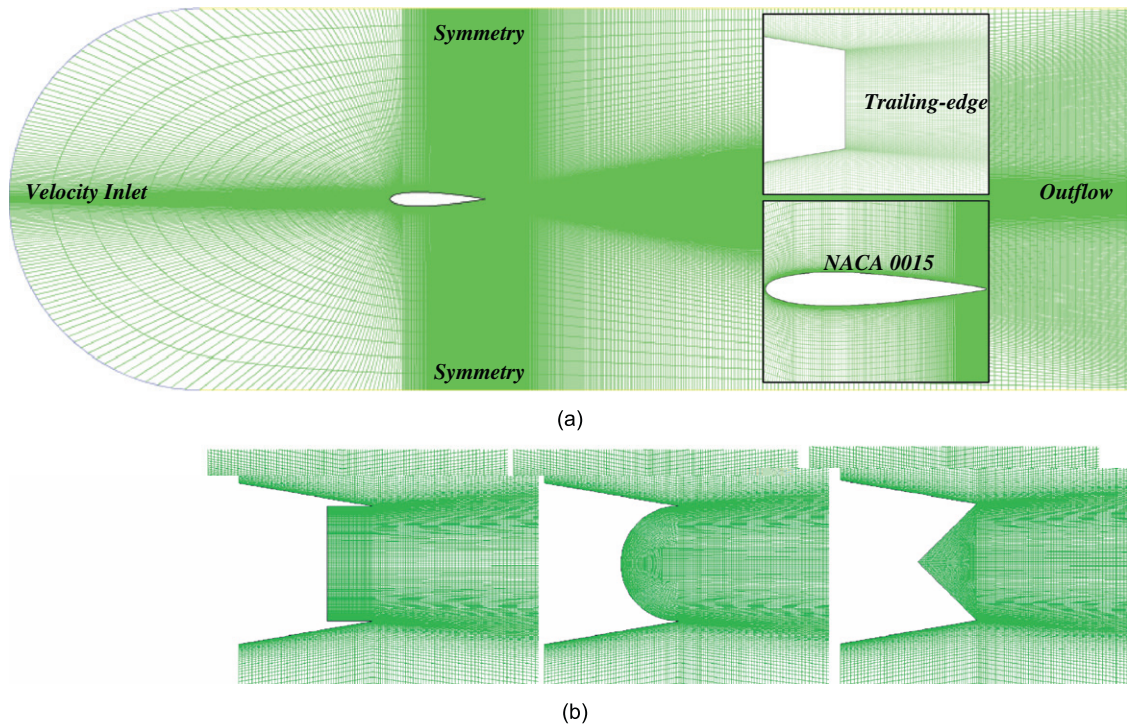 Symmetry
Trailing-edge
Velocity Inlet
Outflow
NACA 0015
Symmetry
(a)
(b)